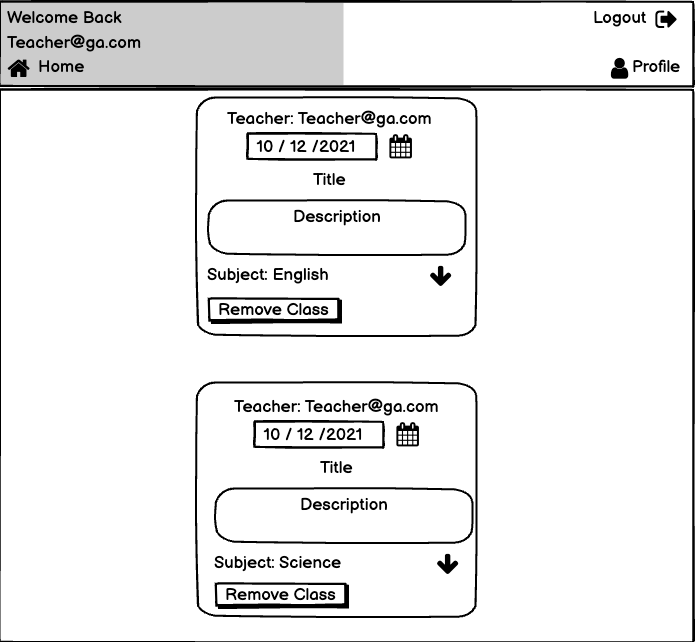 Welcome Back
Logout
Teacher@ga.com
Home
Profile
Teacher: Teacher@ga.com
10 / 12 /2021
Title
Description
Subject: English
Remove Class
Teacher: Teacher@ga.com
10 / 12 /2021
Title
Description
Subject: Science
Remove Class